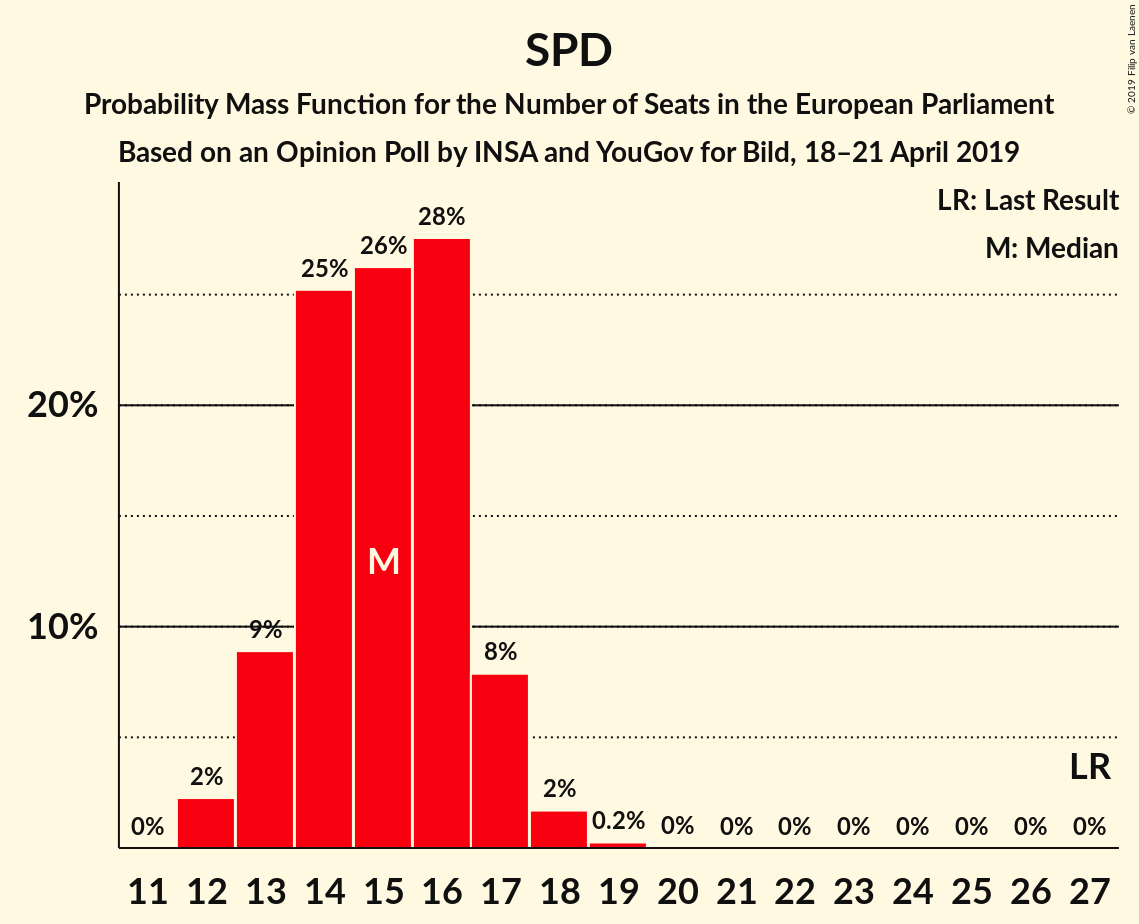 SPD
Probability Mass Function for the Number of Seats in the European Parliament
Based on an Opinion Poll by INSA and YouGov for Bild, 18–21 April 2019
© 2019 Filip van Laenen
LR: Last Result
M: Median
28%
26%
25%
20%
M
10%
9%
8%
LR
2%
2%
0%
0.2%
0%
0%
0%
0%
0%
0%
0%
0%
11 12 13 14 15 16 17 18 19 20 21 22 23 24 25 26 27